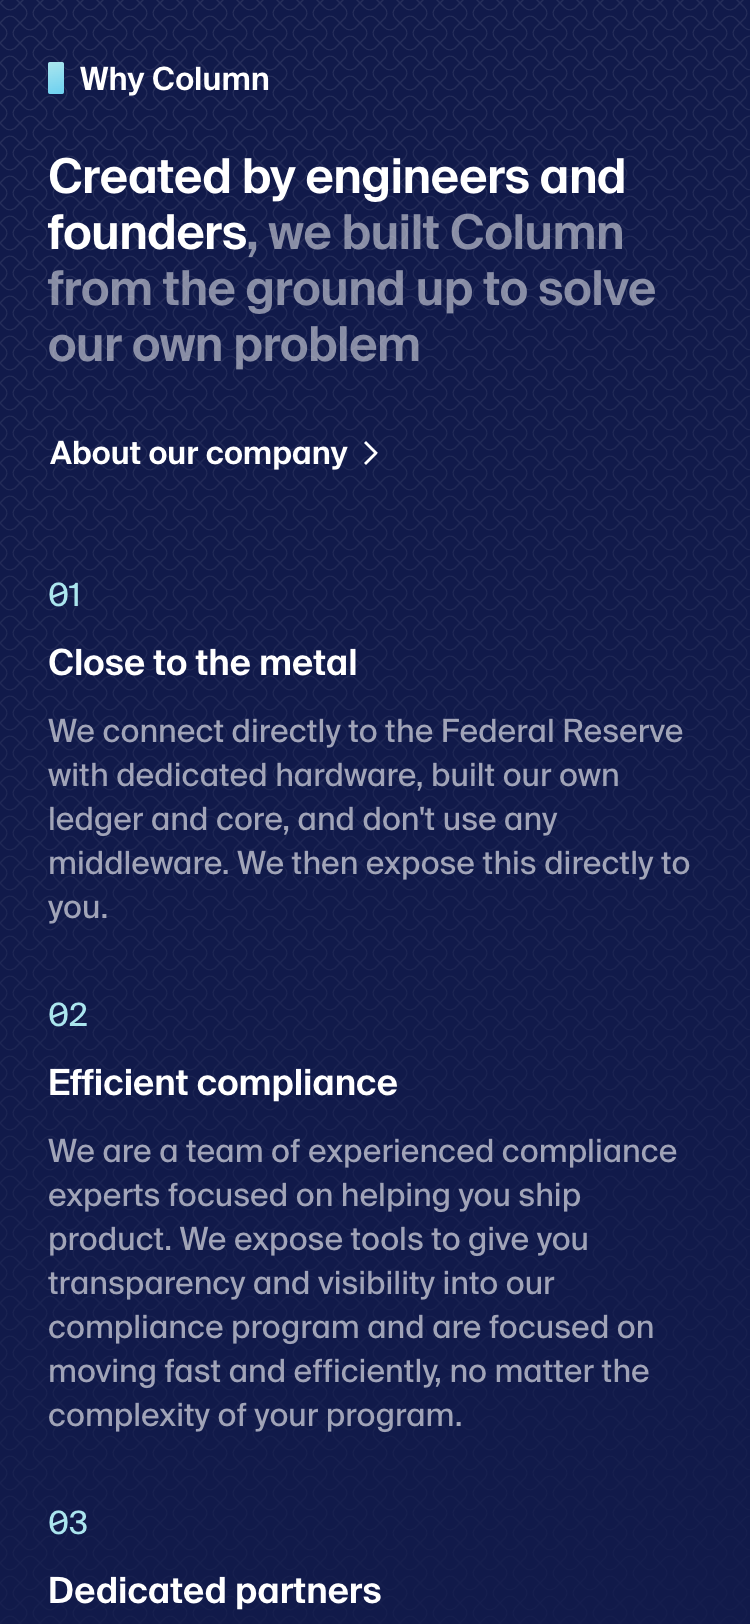 Why Column
Created by engineers and
founders, we built Column
from the ground up to solve
our own problem
About our company
01
Close to the metal
We connect directly to the Federal Reserve
with dedicated hardware, built our own
ledger and core, and don't use any
middleware. We then expose this directly to
you.
02
Efficient compliance
We are a team of experienced compliance
experts focused on helping you ship
product. We expose tools to give you
transparency and visibility into our
compliance program and are focused on
moving fast and efficiently, no matter the
complexity of your program.
03
Dedicated partners